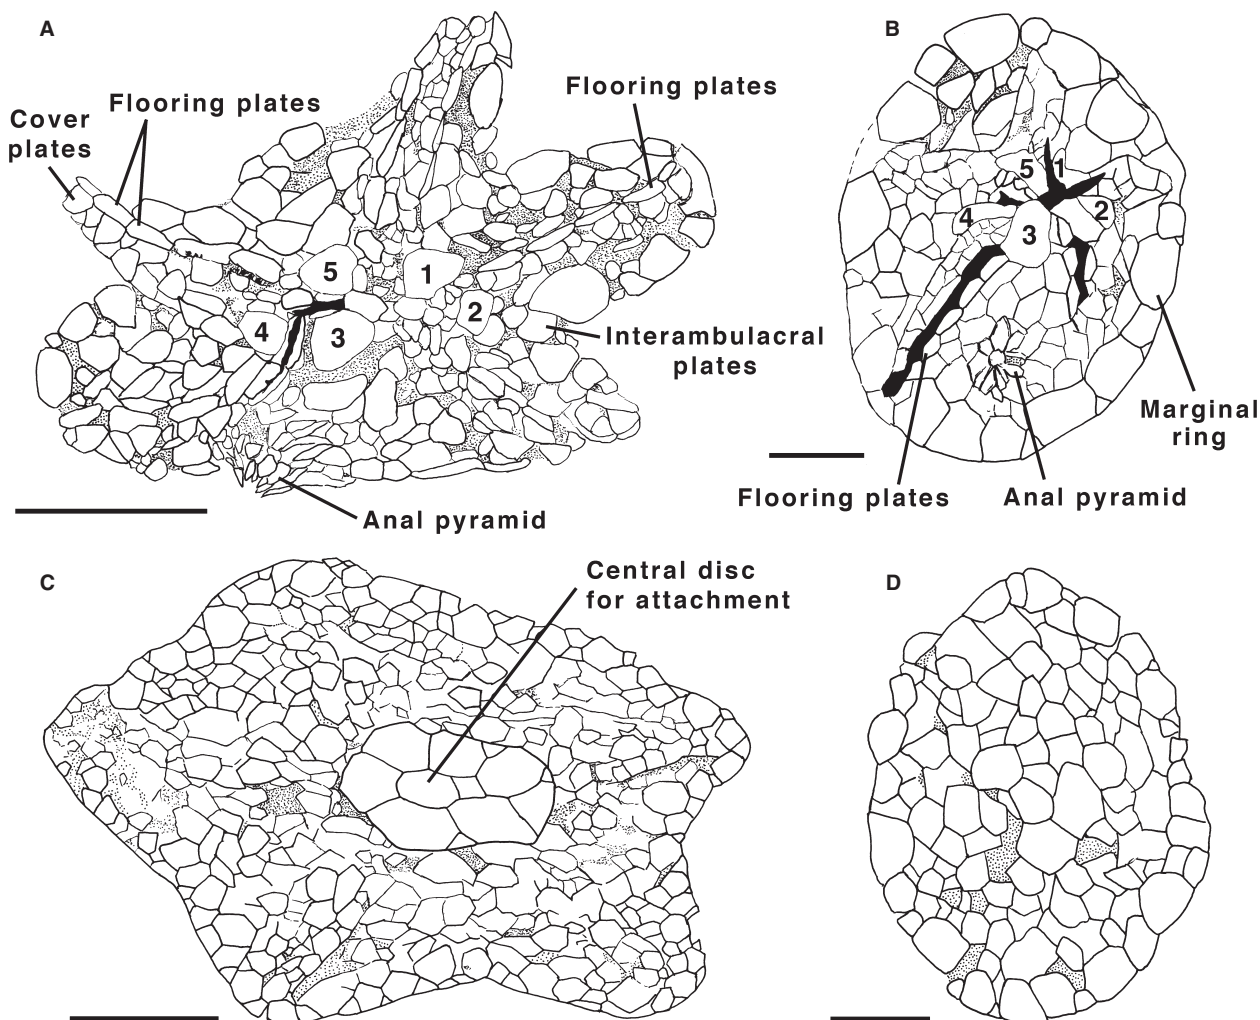 A
Cover
plates
Flooring plates
Flooring plates
5
1
2
4
3
Interambulacral
plates
Anal pyramid
B
5
1
4
3
2
Marginal
ring
Flooring plates
Anal pyramid
C
Central disc
for attachment
D